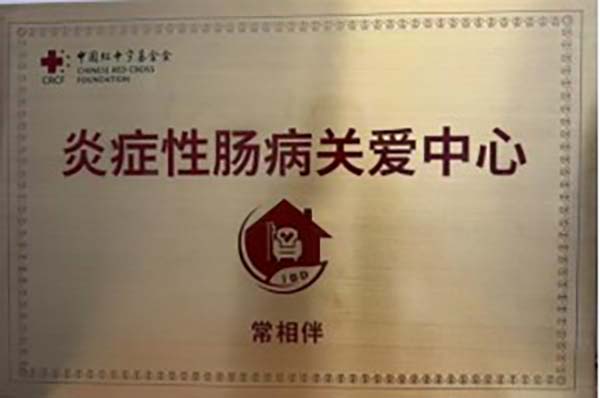 中国红十字基金会
CHINESE RED CROSS
FOUNDATION
CRCF
炎症性肠病关爱中心
IBD
常相伴